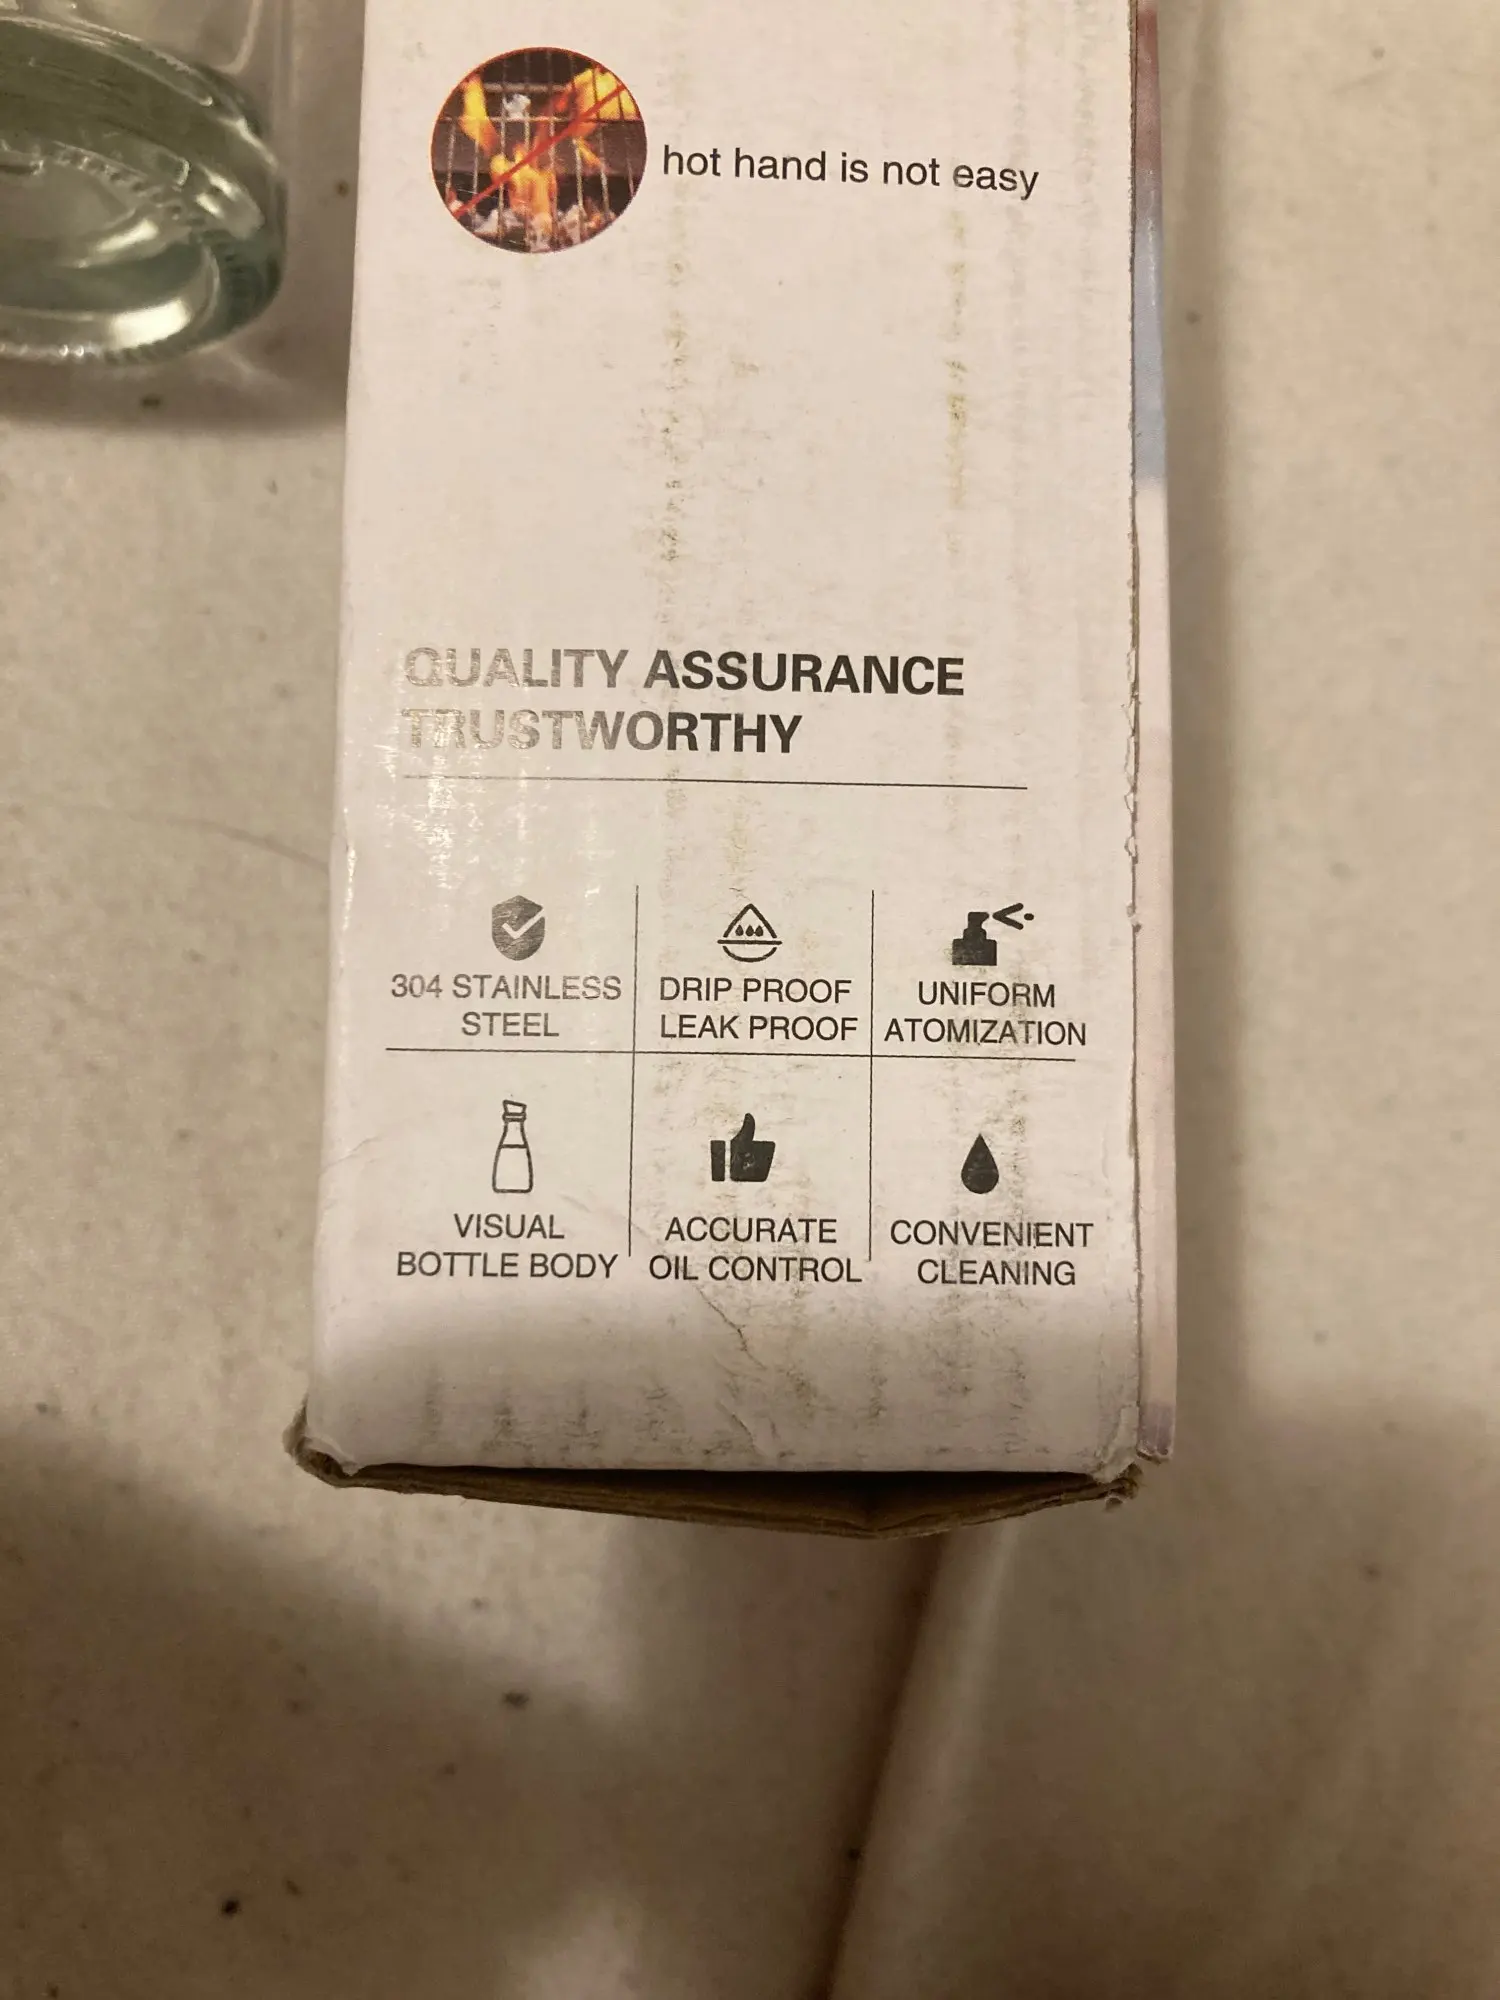 hot hand is not easy
QUALITY ASSURANCE
TRUSTWORTHY
304 STAINLESS
STEEL
DRIP PROOF
LEAK PROOF
UNIFORM
ATOMIZATION
VISUAL
BOTTLE BODY
ACCURATE
OIL CONTROL
CONVENIENT
CLEANING